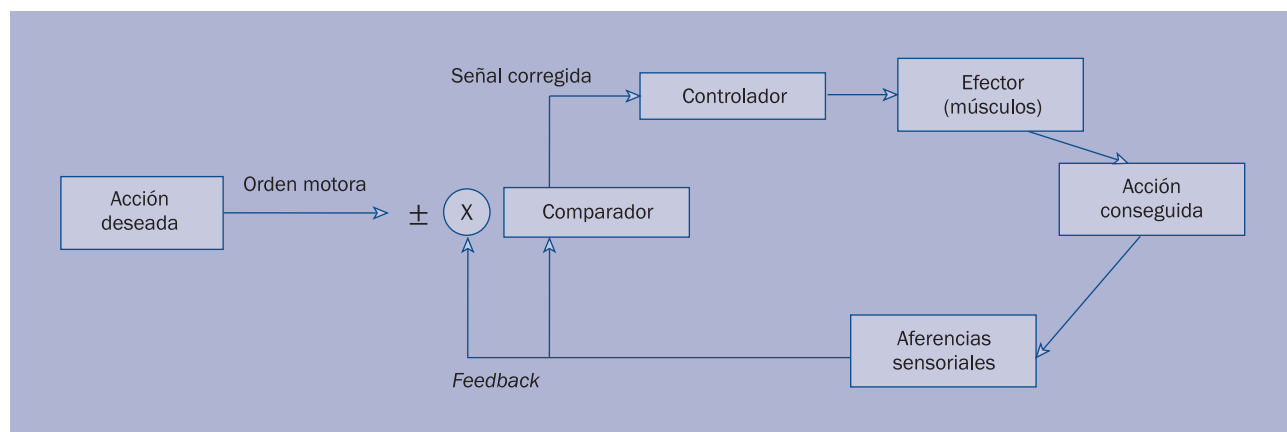 Señal corregida
Controlador
Efector
(músculos)
Acción
deseada
Orden motora
±
X
Comparador
Acción
conseguida
Aferencias
sensoriales
Feedback